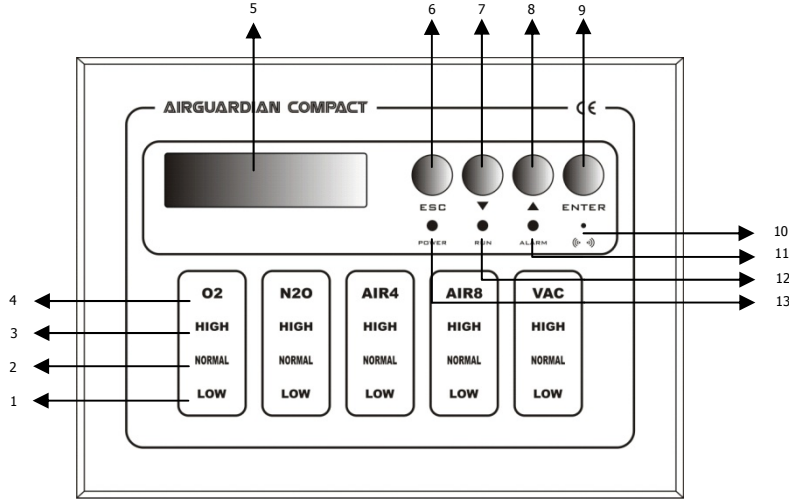 5 6 7 8 9
AIRGUARDIAN COMPACT CE
ESC ▼ ▲ ENTER
10
POWER RUN ALARM
11
12
13
4 O2 N2O AIR4 AIR8 VAC
3 HIGH HIGH HIGH HIGH HIGH
2 NORMAL NORMAL NORMAL NORMAL NORMAL
1 LOW LOW LOW LOW LOW